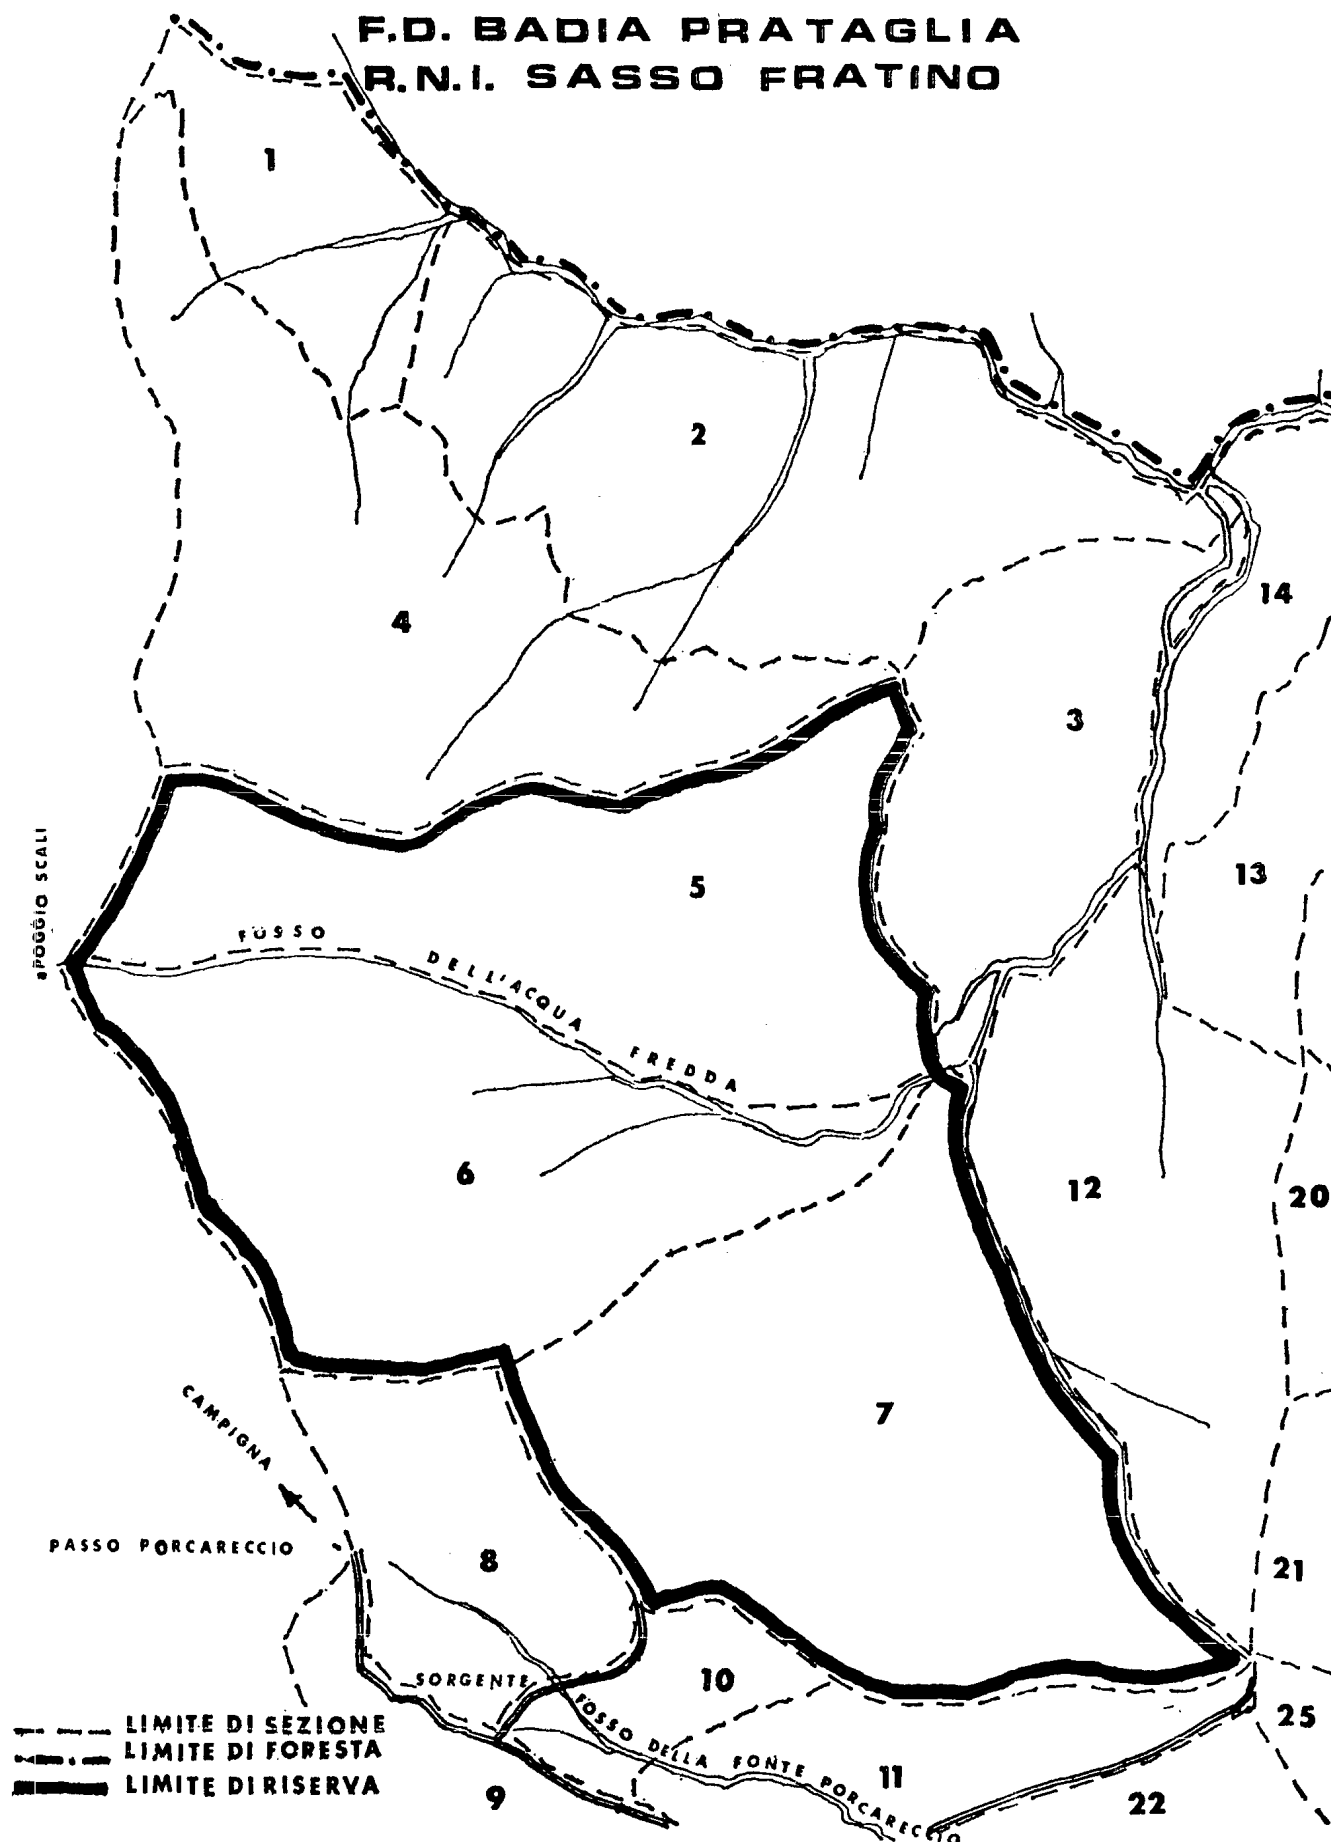 F.D. BADIA PRATAGLIA
R.N.I. SASSO FRATINO
1
2
14
4
3
13
5
POGGIO SCALI
FOSSO
DELL'ACQUA
FREDDA
6
12
20
7
CAMPIGNA
PASSO PORCARECCIO
8
21
SORGENTE
10
FOSSO DELLA FONTE PORCARECCIO
25
LIMITE DI SEZIONE
LIMITE DI FORESTA
LIMITE DI RISERVA
11
9
22